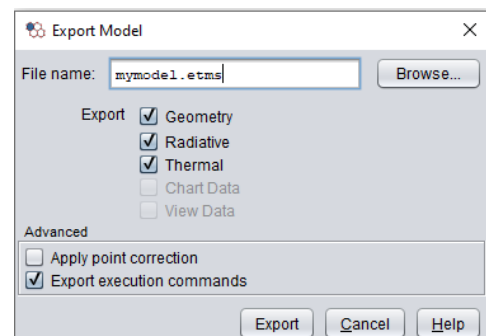 Export Model
File name: mymodel.etms Browse...
Export Geometry
Radiative
Thermal
Chart Data
View Data
Advanced
Apply point correction
Export execution commands
Export Cancel Help